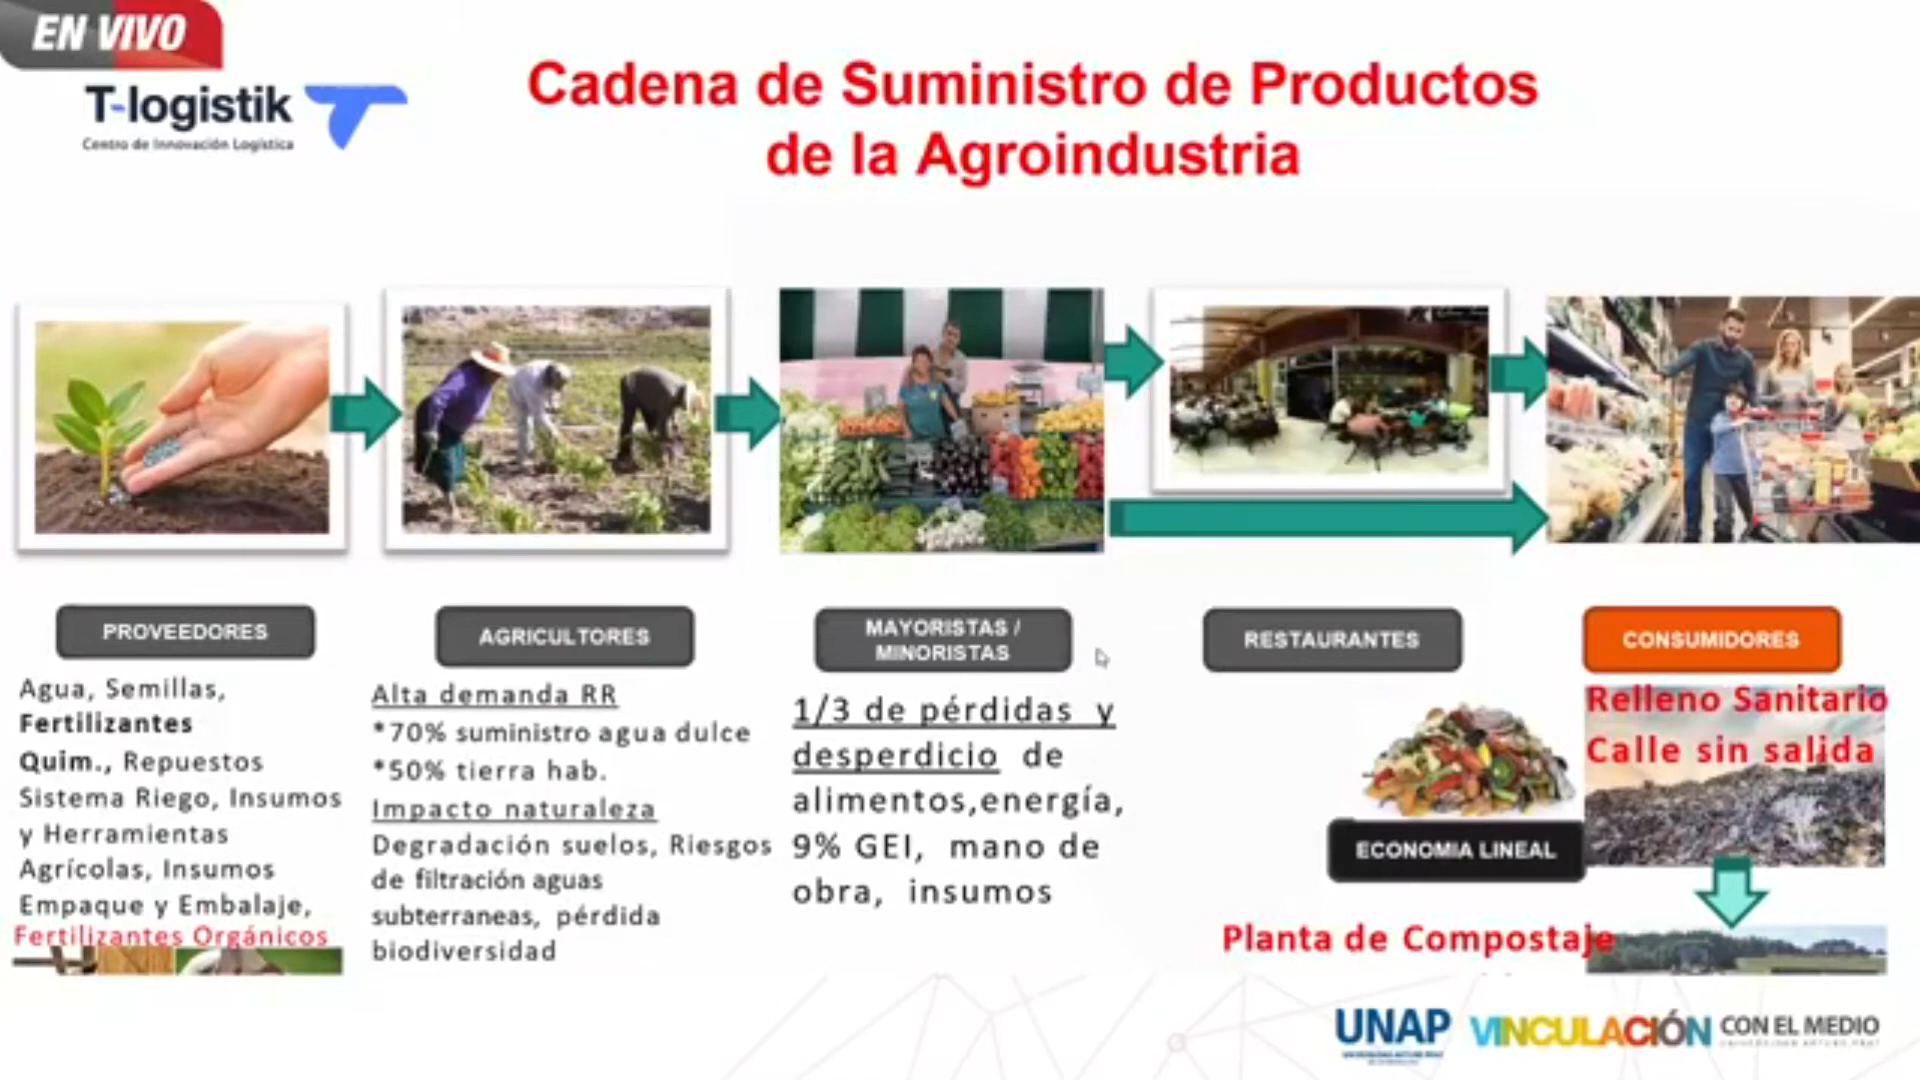 EN VIVO
T-logistik
Centro de Innovación Logística
Cadena de Suministro de Productos
de la Agroindustria
PROVEEDORES
Agua, Semillas,
Fertilizantes
Quim., Repuestos
Sistema Riego, Insumos
y Herramientas
Agrícolas, Insumos
Empaque y Embalaje,
Fertilizantes Orgánicos
AGRICULTORES
Alta demanda RR
*70% suministro agua dulce
*50% tierra hab.
Impacto naturaleza
Degradación suelos, Riesgos
de filtración aguas
subterraneas, pérdida
biodiversidad
MAYORISTAS /
MINORISTAS
1/3 de pérdidas y
desperdicio de
alimentos,energía,
9% GEI, mano de
obra, insumos
RESTAURANTES
ECONOMIA LINEAL
CONSUMIDORES
Relleno Sanitario
Calle sin salida
Planta de Compostaje
UNAP
VINCULACIÓN CON EL MEDIO
UNIVERSIDAD ARTURO PRAT